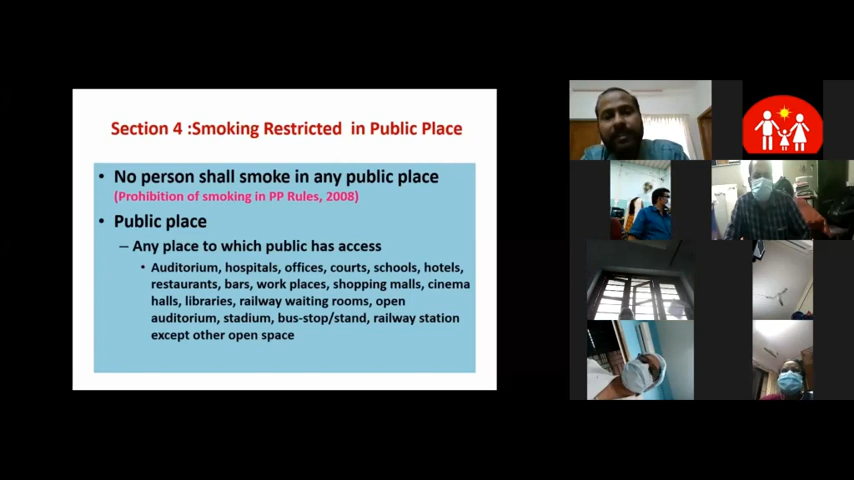 Section 4 :Smoking Restricted in Public Place
• No person shall smoke in any public place
(Prohibition of smoking in PP Rules, 2008)
• Public place
– Any place to which public has access
• Auditorium, hospitals, offices, courts, schools, hotels,
restaurants, bars, work places, shopping malls, cinema
halls, libraries, railway waiting rooms, open
auditorium, stadium, bus-stop/stand, railway station
except other open space